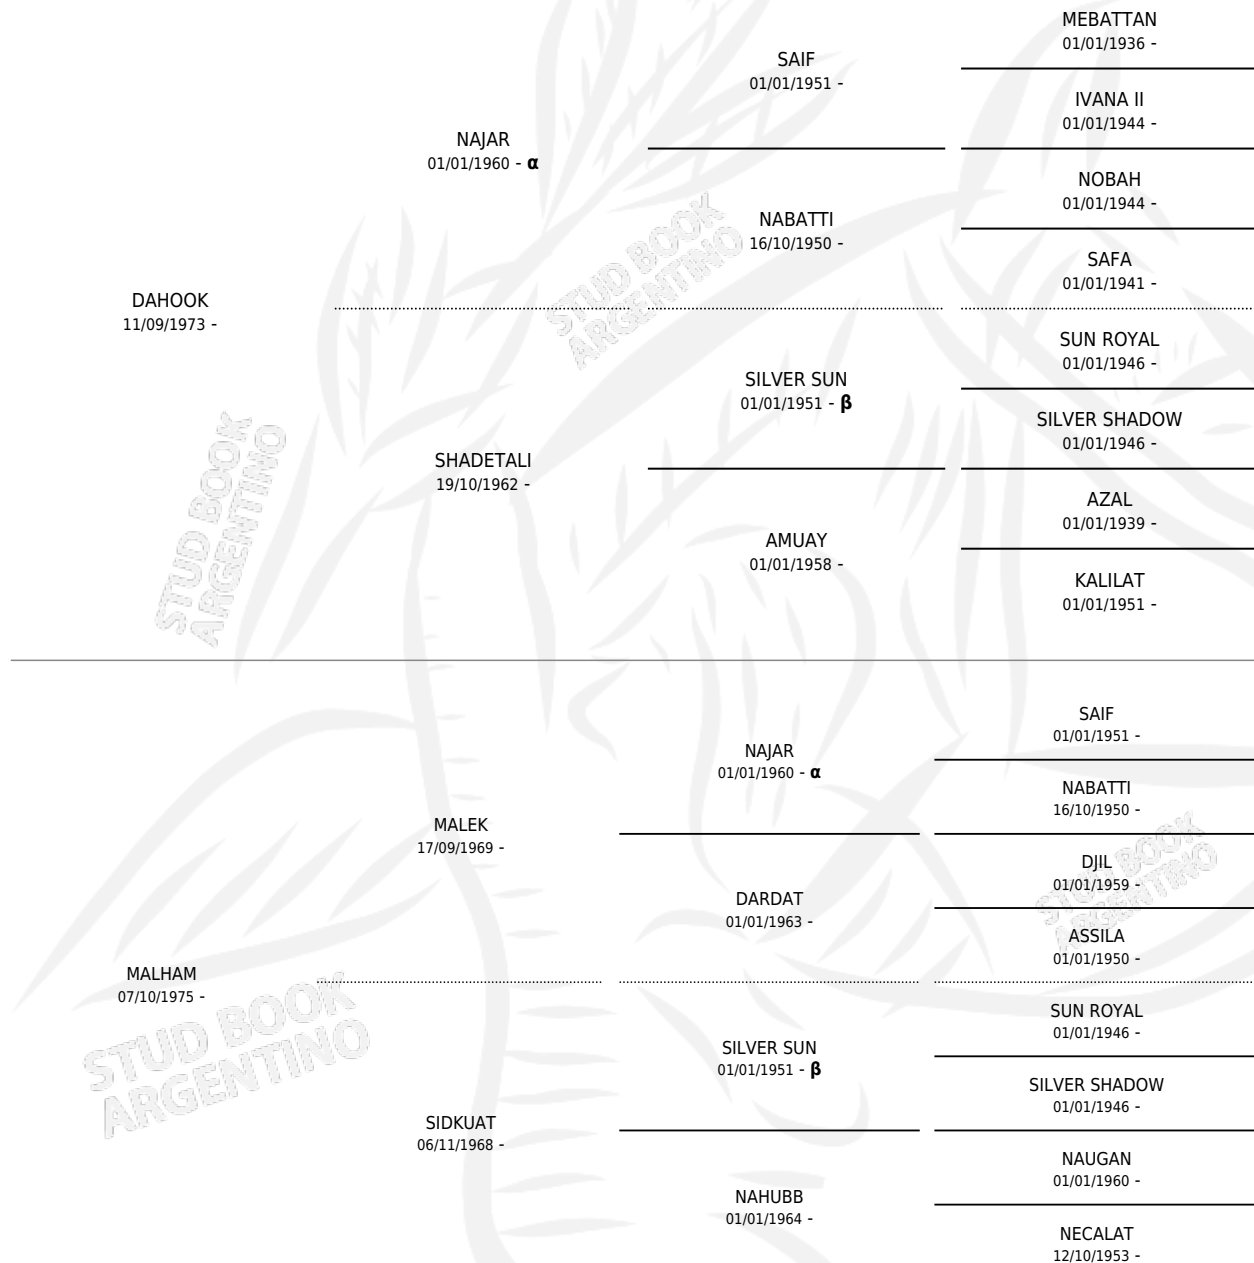 MEBATTAN
01/01/1936 -
SAIF
01/01/1951 -
IVANA II
01/01/1944 -
NAJAR
01/01/1960 - α
NOBAH
01/01/1944 -
NABATTI
16/10/1950 -
SAFA
01/01/1941 -
DAHOOK
11/09/1973 -
SUN ROYAL
01/01/1946 -
SILVER SUN
01/01/1951 - β
SILVER SHADOW
01/01/1946 -
SHADETALI
19/10/1962 -
AZAL
01/01/1939 -
AMUAY
01/01/1958 -
KALILAT
01/01/1951 -
SAIF
01/01/1951 -
NAJAR
01/01/1960 - α
NABATTI
16/10/1950 -
MALEK
17/09/1969 -
DJIL
01/01/1959 -
DARDAT
01/01/1963 -
ASSILA
01/01/1950 -
MALHAM
07/10/1975 -
SUN ROYAL
01/01/1946 -
SILVER SUN
01/01/1951 - β
SILVER SHADOW
01/01/1946 -
SIDKUAT
06/11/1968 -
NAUGAN
01/01/1960 -
NAHUBB
01/01/1964 -
NECALAT
12/10/1953 -
STUD BOOK
ARGENTINO
STUD BOOK
ARGENTINO
STUD BOOK
ARGENTINO
STUD BOOK
ARGENTINO